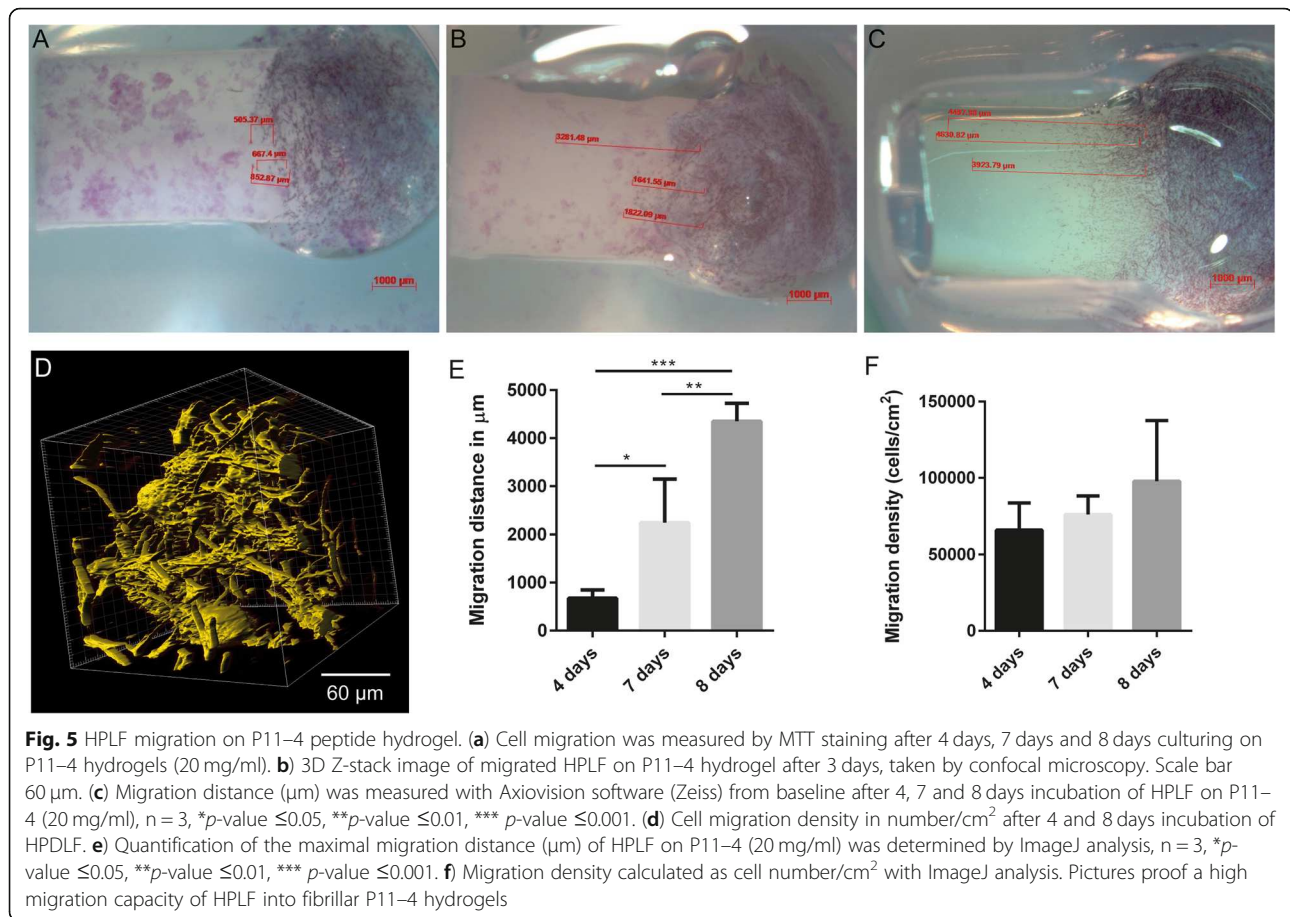 A
505.37 µm
667.4 µm
852.87 µm
1000 µm
B
3281.48 µm
1641.55 µm
1822.09 µm
1000 µm
C
4630.82 µm
3923.79 µm
1000 µm
D
60 µm
E
***
**
*
Migration distance in µm
5000
4000
3000
2000
1000
0
4 days
7 days
8 days
F
Migration density (cells/cm²)
150000
100000
50000
0
4 days
7 days
8 days
Fig. 5 HPLF migration on P11–4 peptide hydrogel. (a) Cell migration was measured by MTT staining after 4 days, 7 days and 8 days culturing on
P11–4 hydrogels (20 mg/ml). b) 3D Z-stack image of migrated HPLF on P11–4 hydrogel after 3 days, taken by confocal microscopy. Scale bar
60 µm. (c) Migration distance (µm) was measured with Axiovision software (Zeiss) from baseline after 4, 7 and 8 days incubation of HPLF on P11–
4 (20 mg/ml), n = 3, *p-value ≤0.05, **p-value ≤0.01, *** p-value ≤0.001. (d) Cell migration density in number/cm² after 4 and 8 days incubation of
HPDLF. e) Quantification of the maximal migration distance (µm) of HPLF on P11–4 (20 mg/ml) was determined by ImageJ analysis, n = 3, *p-
value ≤0.05, **p-value ≤0.01, *** p-value ≤0.001. f) Migration density calculated as cell number/cm² with ImageJ analysis. Pictures proof a high
migration capacity of HPLF into fibrillar P11–4 hydrogels